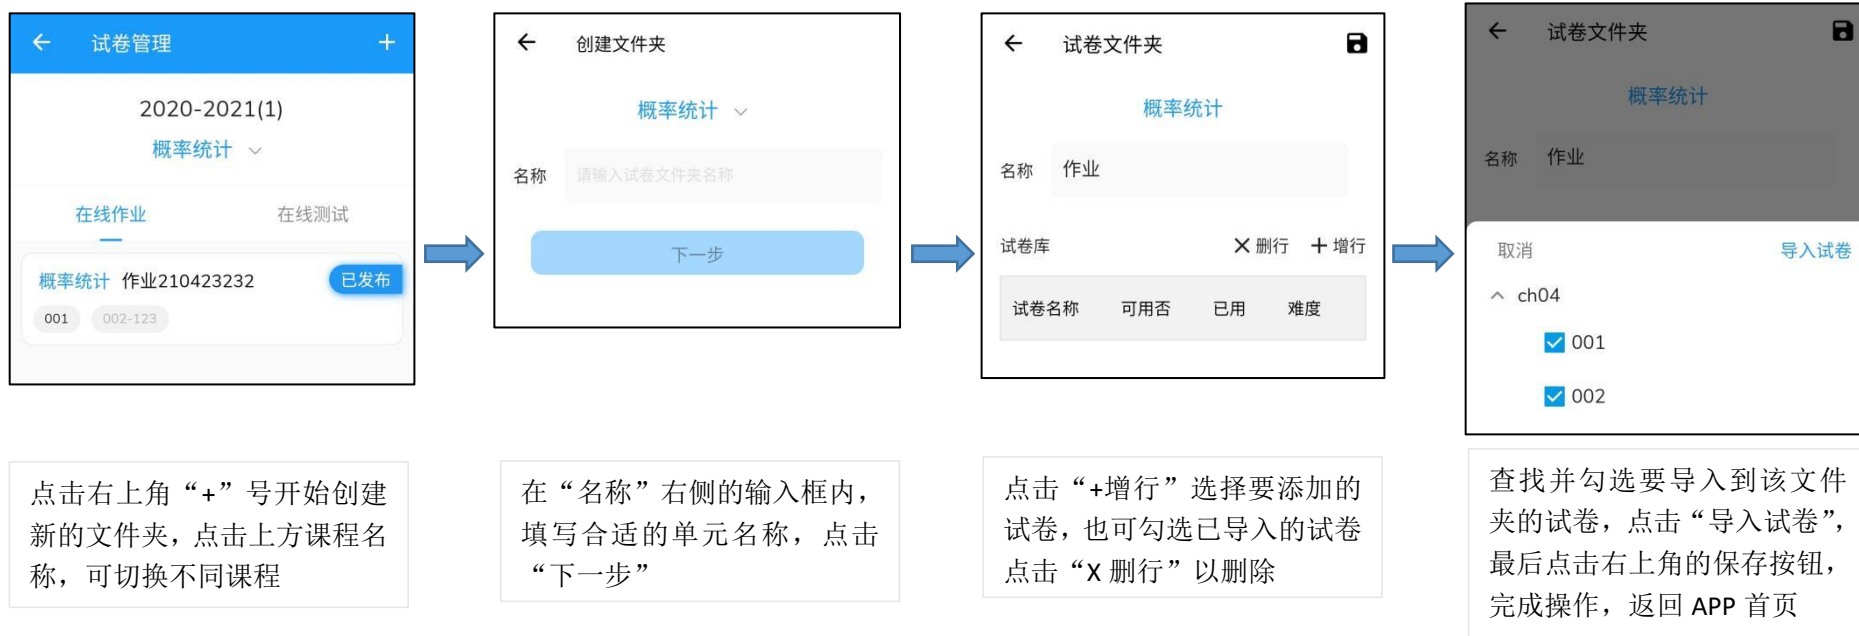 试卷管理
2020-2021(1)
概率统计
在线作业 在线测试
概率统计 作业210423232 已发布
001 002-123
点击右上角“+”号开始创建
新的文件夹，点击上方课程名
称，可切换不同课程
创建文件夹
概率统计
名称 请输入试卷文件夹名称
下一步
在“名称”右侧的输入框内，
填写合适的单元名称，点击
“下一步”
试卷文件夹
概率统计
名称 作业
试卷库 ×删行 +增行
试卷名称 可用否 已用 难度
点击“+增行”选择要添加的
试卷，也可勾选已导入的试卷
点击“X 删行”以删除
试卷文件夹
概率统计
名称 作业
取消 导入试卷
ch04
001
002
查找并勾选要导入到该文件
夹的试卷，点击“导入试卷”，
最后点击右上角的保存按钮，
完成操作，返回 APP 首页